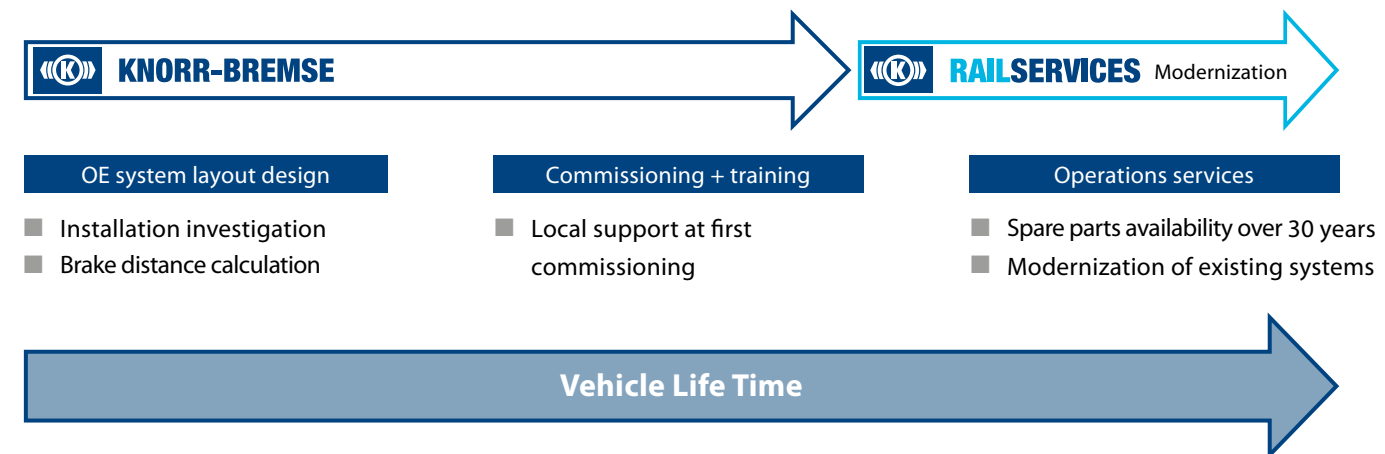 ((K)) KNORR-BREMSE
((K)) RAILSERVICES Modernization
OE system layout design
Installation investigation
Brake distance calculation
Commissioning + training
Local support at first
commissioning
Operations services
Spare parts availability over 30 years
Modernization of existing systems
Vehicle Life Time